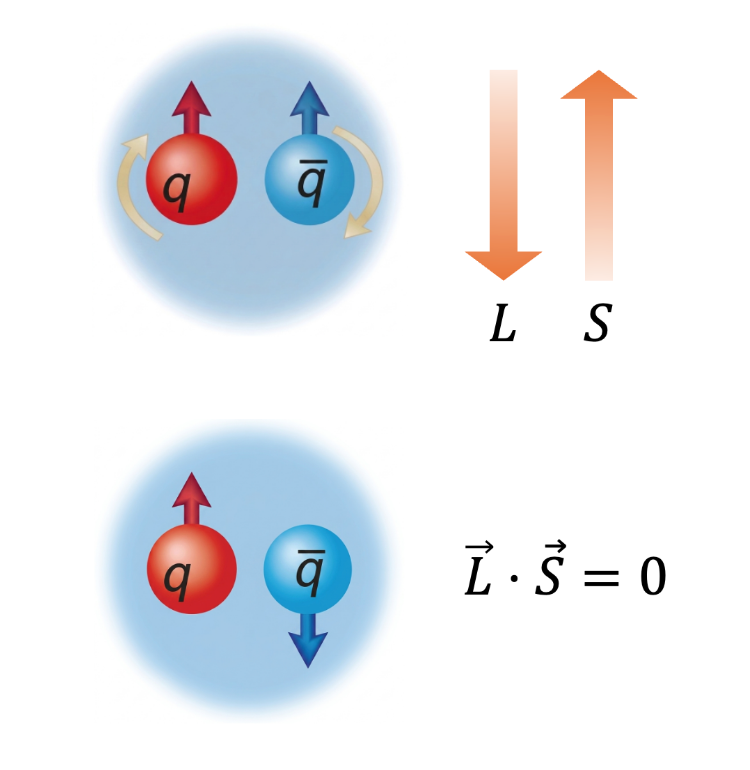 q q̅
L S
q q̅
L⃗ · S⃗ = 0